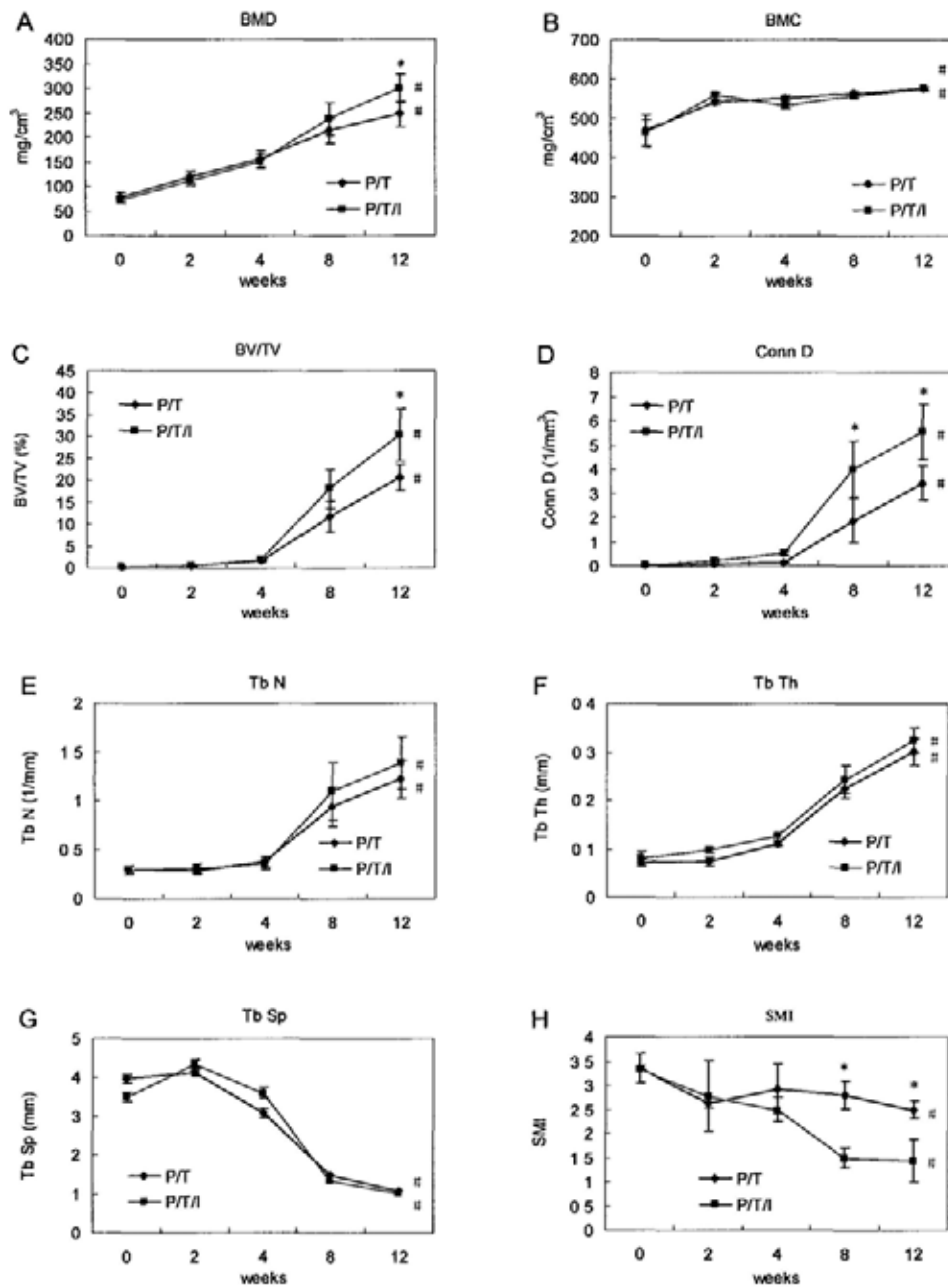 A
BMD
400
350
300
250
200
150
100
50
0
mg/cm³
*
#
#
P/T
P/T/I
0 2 4 8 12
weeks
B
BMC
700
600
500
400
300
200
mg/cm³
#
#
P/T
P/T/I
0 2 4 8 12
weeks
C
BV/TV
45
40
35
30
25
20
15
10
5
0
BV/TV (%)
P/T
P/T/I
*
#
#
0 2 4 8 12
weeks
D
Conn D
8
7
6
5
4
3
2
1
0
Conn D (1/mm³)
P/T
P/T/I
*
*
#
#
0 2 4 8 12
weeks
E
Tb N
2
1 5
1
0 5
0
Tb N (1/mm)
#
#
P/T
P/T/I
0 2 4 8 12
weeks
F
Tb Th
0 4
0 3
0 2
0 1
0
Tb Th (mm)
#
#
P/T
P/T/I
0 2 4 8 12
weeks
G
Tb Sp
5
4
3
2
1
0
Tb Sp (mm)
P/T
P/T/I
#
#
0 2 4 8 12
weeks
H
SMI
4
3 5
3
2 5
2
1 5
1
0 5
0
SMI
*
*
#
#
P/T
P/T/I
0 2 4 8 12
weeks